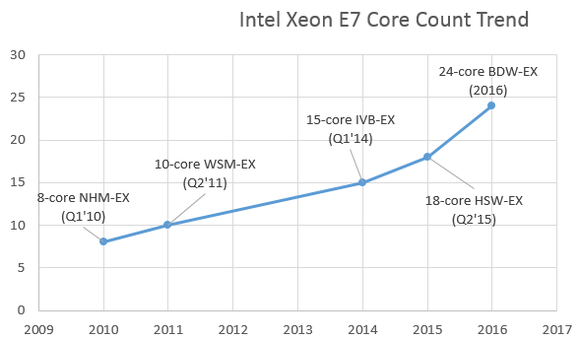 Intel Xeon E7 Core Count Trend
30
25
20
15
10
5
0
24-core BDW-EX
(2016)
15-core IVB-EX
(Q1'14)
10-core WSM-EX
(Q2'11)
8-core NHM-EX
(Q1'10)
18-core HSW-EX
(Q2'15)
2009 2010 2011 2012 2013 2014 2015 2016 2017